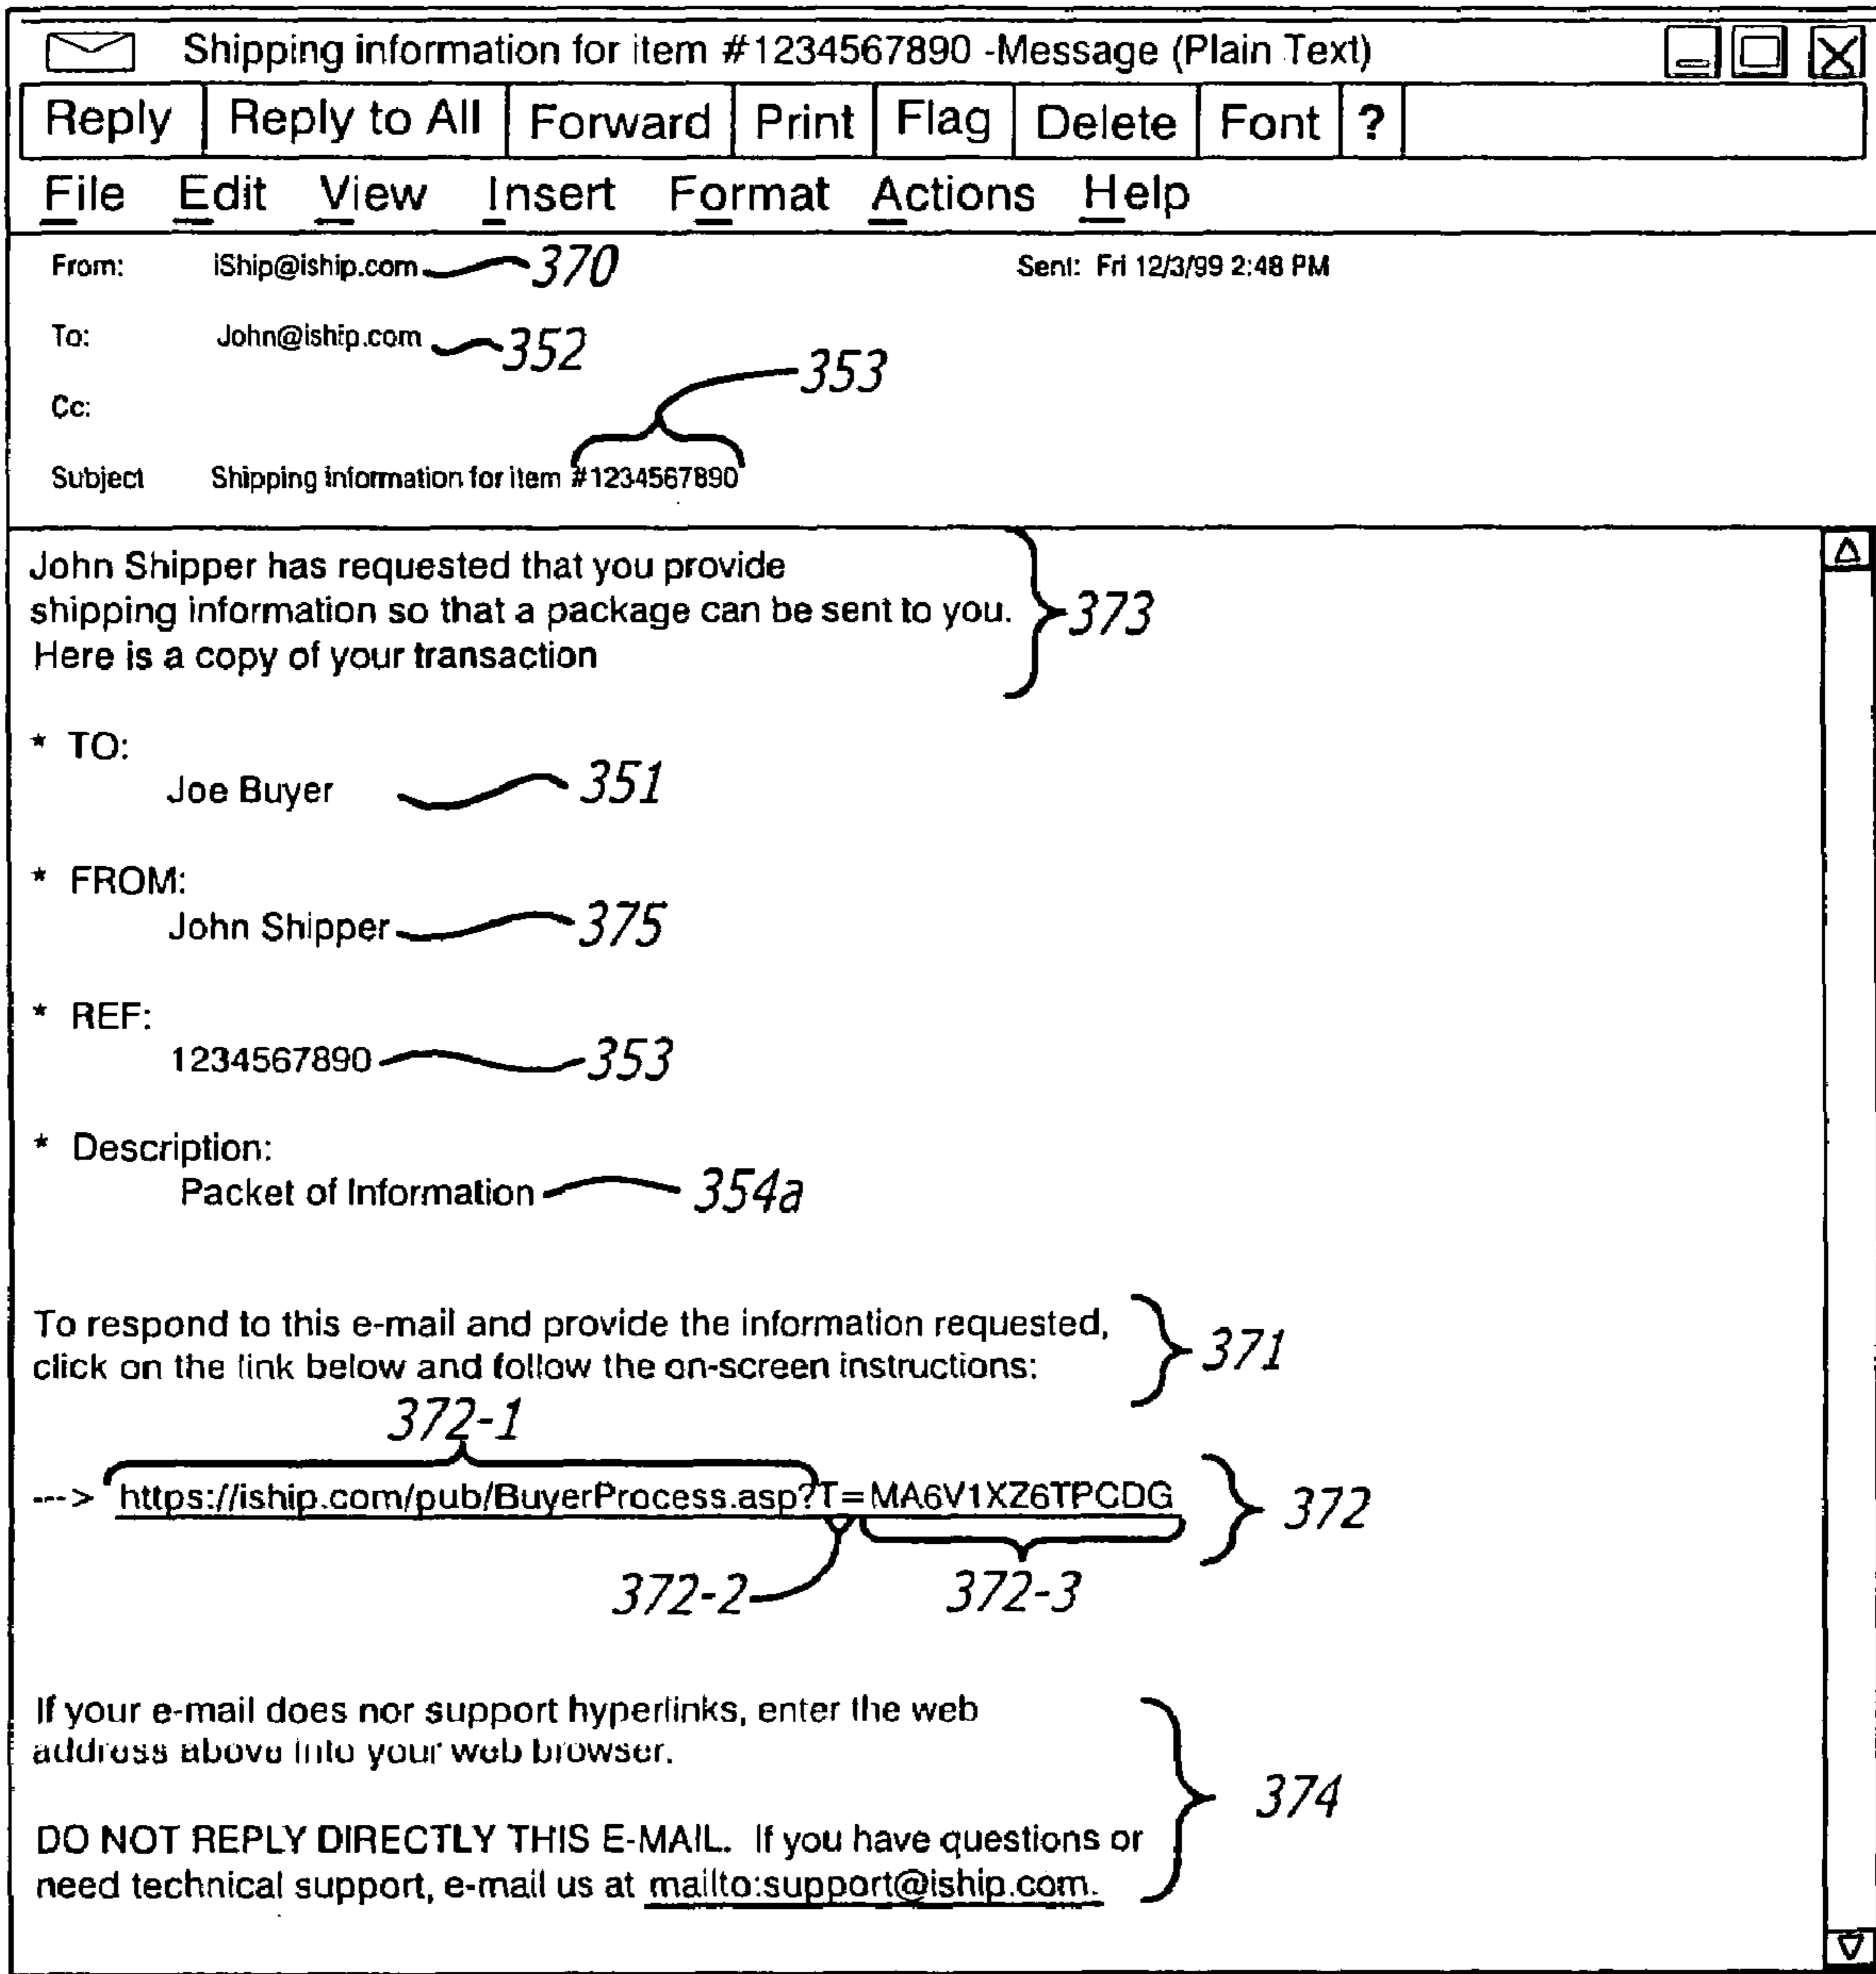 Shipping information for item #1234567890 -Message (Plain Text)
Reply Reply to All Forward Print Flag Delete Font ?
File Edit View Insert Format Actions Help
From: iShip@iship.com 370 Sent: Fri 12/3/99 2:48 PM
To: John@iship.com 352
353
Cc:
Subject Shipping information for item #1234567890
John Shipper has requested that you provide
shipping information so that a package can be sent to you. 373
Here is a copy of your transaction
* TO:
Joe Buyer 351
* FROM:
John Shipper 375
* REF:
1234567890 353
* Description:
Packet of Information 354a
To respond to this e-mail and provide the information requested,
click on the link below and follow the on-screen instructions: 371
372-1
---> https://iship.com/pub/BuyerProcess.asp?T=MA6V1XZ6TPCDG 372
372-2 372-3
If your e-mail does nor support hyperlinks, enter the web
address above into your web browser.
374
DO NOT REPLY DIRECTLY THIS E-MAIL. If you have questions or
need technical support, e-mail us at mailto:support@iship.com.